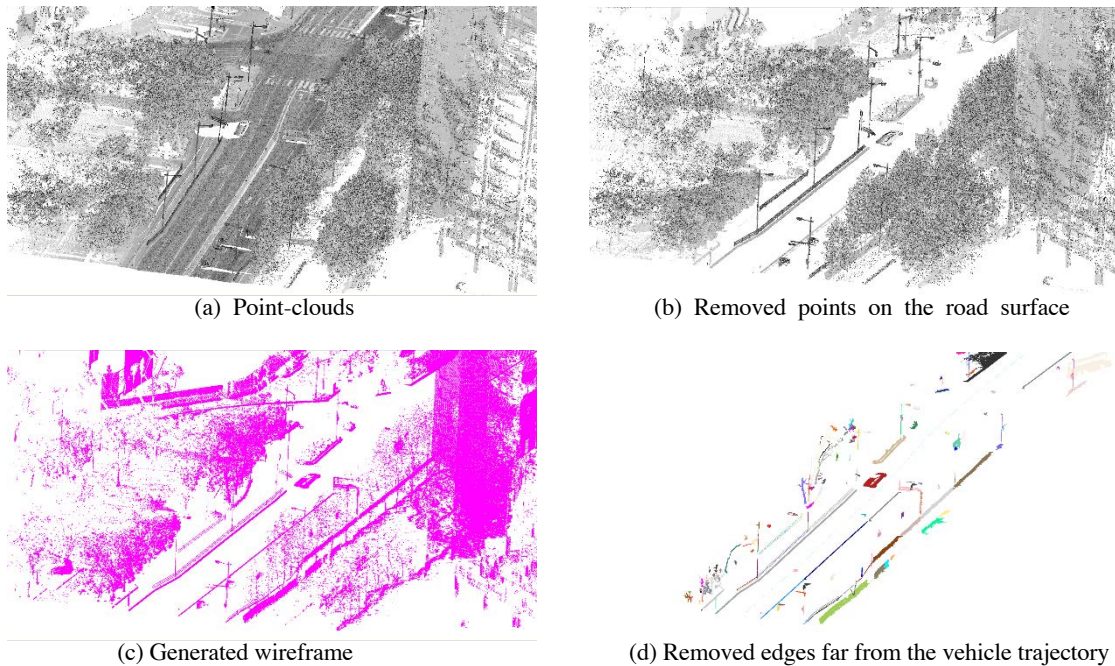 (a) Point-clouds
(b) Removed points on the road surface
(c) Generated wireframe
(d) Removed edges far from the vehicle trajectory